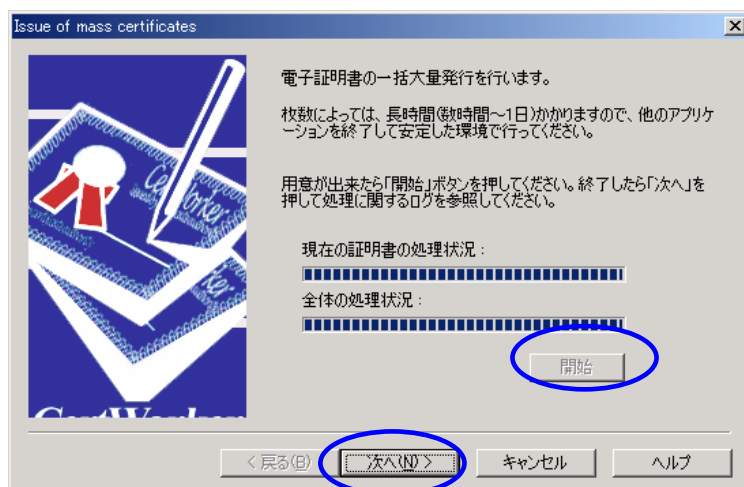 Issue of mass certificates
電子証明書の一括大量発行を行います。
枚数によっては、長時間(数時間～1日)かかりますので、他のアプリケ
ーションを終了して安定した環境で行ってください。
用意が出来たら「開始」ボタンを押してください。終了したら「次へ」を
押して処理に関するログを参照してください。
現在の証明書の処理状況：
全体の処理状況：
開始
CertWorker
CertWorker
< 戻る(B)
次へ(N) >
キャンセル
ヘルプ